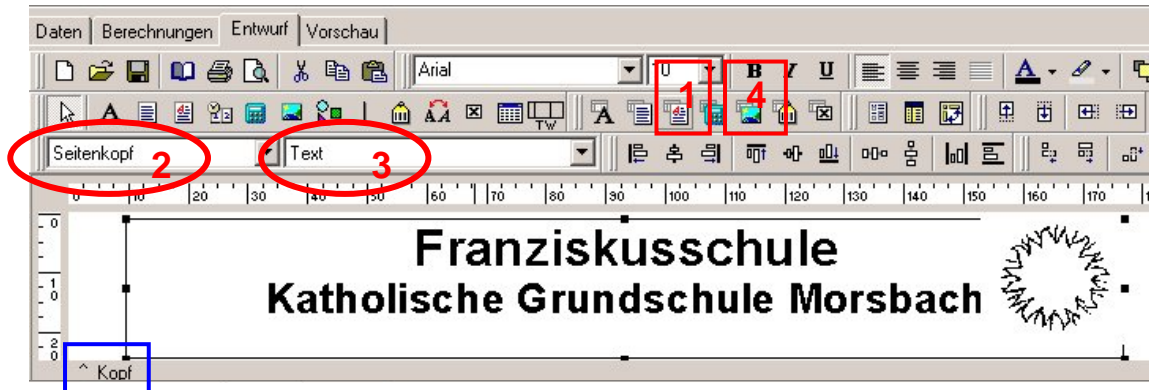 Daten Berechnungen Entwurf Vorschau
Arial 10 B I U A
A TW A 1 4
Seitenkopf 2 Text 3
0 10 20 30 40 50 60 70 80 90 100 110 120 130 140 150 160 170
0
Franziskusschule
10
Katholische Grundschule Morsbach
20
^ Kopf